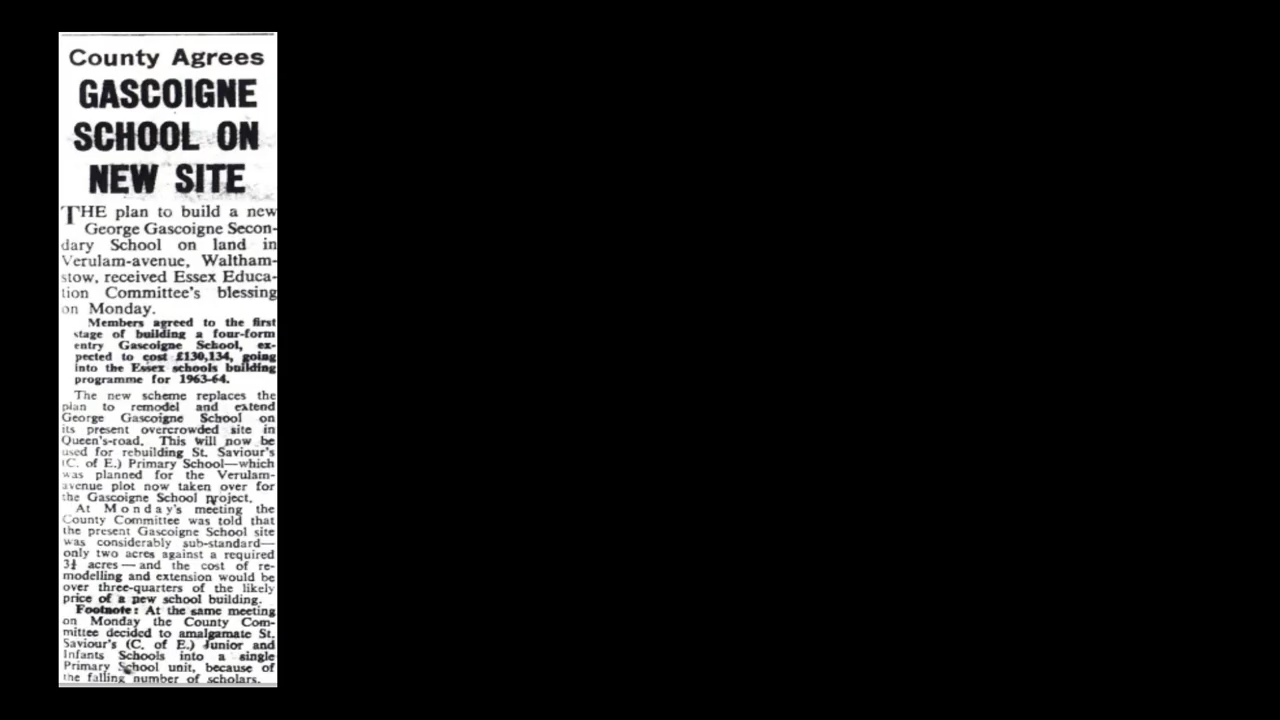 County Agrees
GASCOIGNE
SCHOOL ON
NEW SITE
THE plan to build a new
George Gascoigne Secon-
dary School on land in
Verulam-avenue, Waltham-
stow, received Essex Educa-
tion Committee's blessing
on Monday.
Members agreed to the first
stage of building a four-form
entry Gascoigne School, ex-
pected to cost £130,134, going
into the Essex schools building
programme for 1963-64.
The new scheme replaces the
plan to remodel and extend
George Gascoigne School on
its present overcrowded site in
Queen's-road. This will now be
used for rebuilding St. Saviour's
(C. of E.) Primary School—which
was planned for the Verulam-
avenue plot now taken over for
the Gascoigne School project.
At Monday's meeting the
County Committee was told that
the present Gascoigne School site
was considerably sub-standard—
only two acres against a required
acres — and the cost of re-
modelling and extension would be
over three-quarters of the likely
price of a new school building.
Footnote: At the same meeting
on Monday the County Com-
mittee decided to amalgamate St.
Saviour's (C. of E.) Junior and
Infants Schools into a single
Primary School unit, because of
the falling number of scholars.